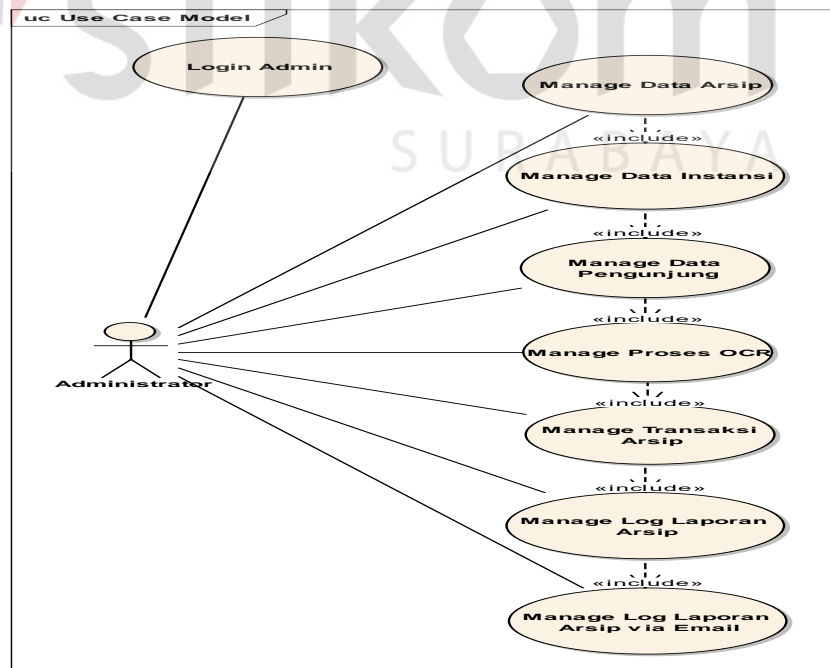 uc Use Case Model
stikom
SURABAYA
Login Admin
Manage Data Arsip
«include»
Manage Data Instansi
«include»
Manage Data
Pengunjung
«include»
Manage Proses OCR
«include»
Manage Transaksi
Arsip
«include»
Manage Log Laporan
Arsip
«include»
Manage Log Laporan
Arsip via Email
Administrator